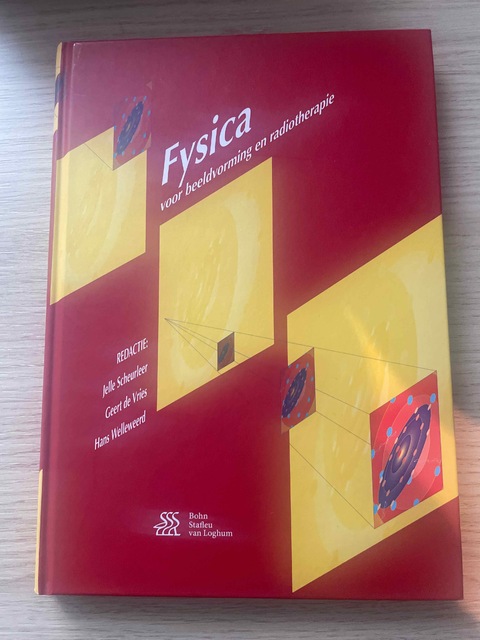 Fysica
voor beeldvorming en radiotherapie
REDACTIE:
Jelle Scheurleer
Geert de Vries
Hans Welleweerd
Bohn
Stafleu
van Loghum